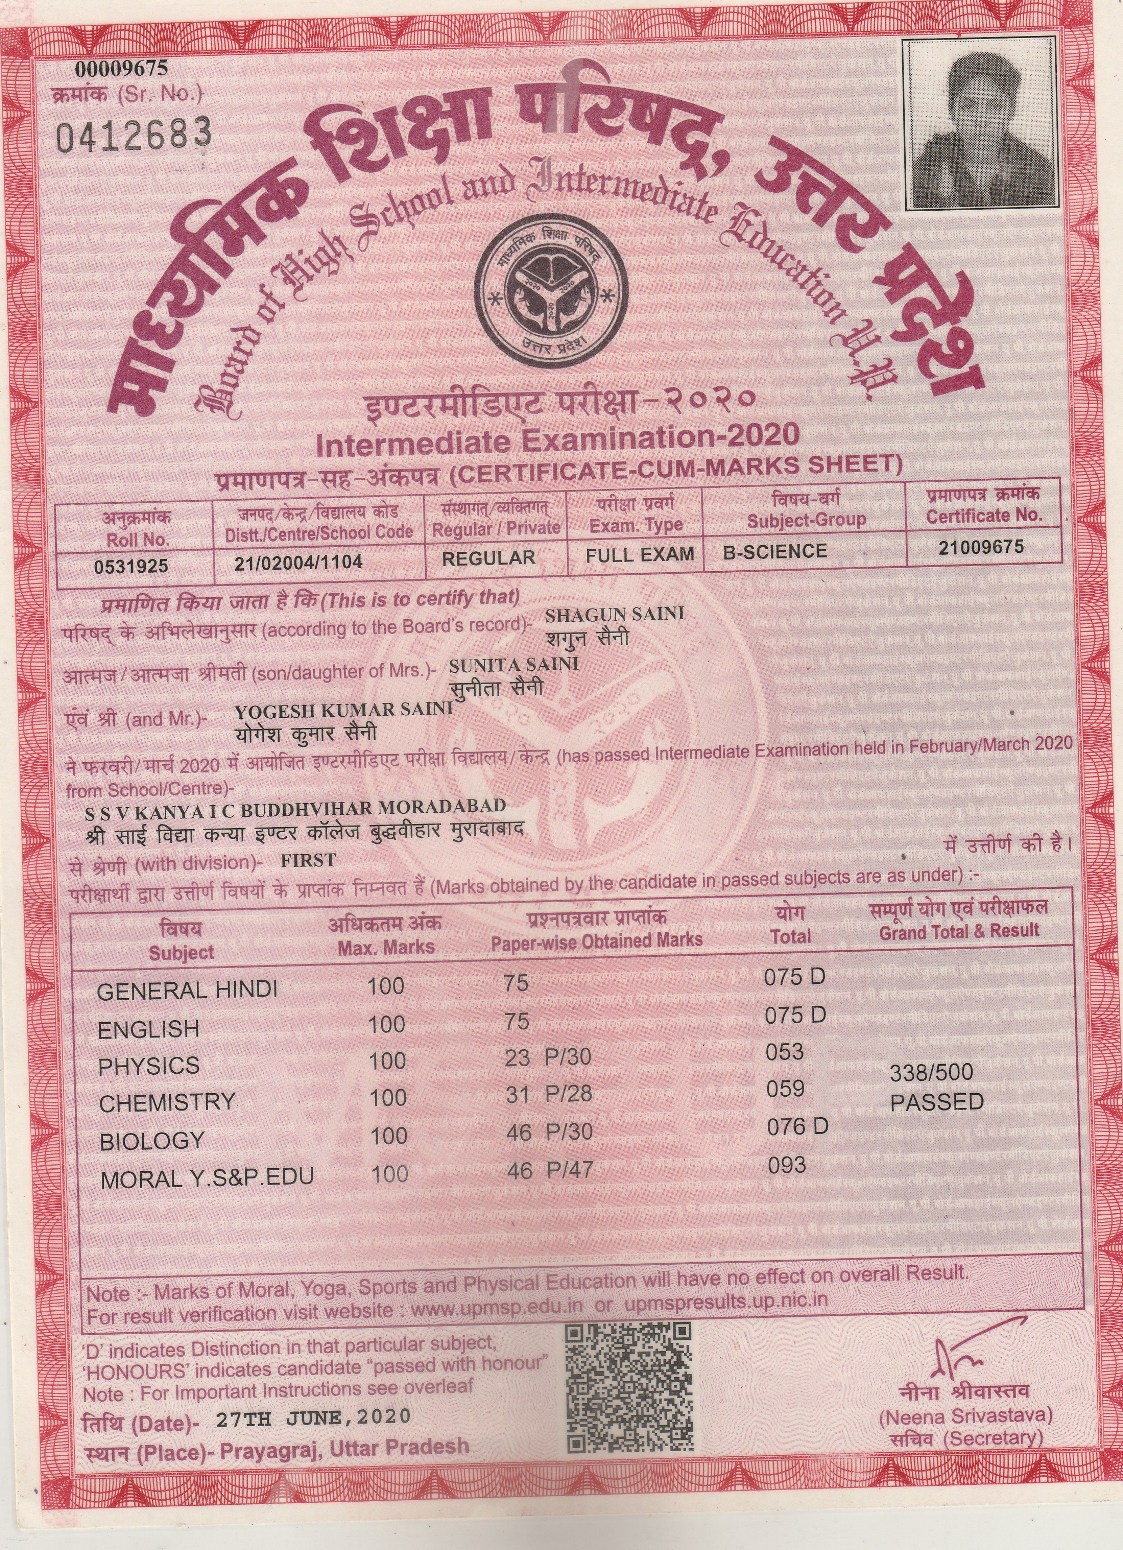 00009675
क्रमांक (Sr. No.)
0412683
माध्यमिक शिक्षा परिषद्, उत्तर प्रदेश
Board of High School and Intermediate Education U.P.
माध्यमिक शिक्षा परिषद्
२०२० २०२०
२०२०
उत्तर प्रदेश
इण्टरमीडिएट परीक्षा-२०२०
Intermediate Examination-2020
प्रमाणपत्र-सह-अंकपत्र (CERTIFICATE-CUM-MARKS SHEET)
अनुक्रमांक जनपद/केन्द्र/विद्यालय कोड संस्थागत्/व्यक्तिगत् परीक्षा प्रवर्ग विषय-वर्ग प्रमाणपत्र क्रमांक
Roll No. Distt./Centre/School Code Regular / Private Exam. Type Subject-Group Certificate No.
0531925 21/02004/1104 REGULAR FULL EXAM B-SCIENCE 21009675
प्रमाणित किया जाता है कि (This is to certify that)
परिषद् के अभिलेखानुसार (according to the Board's record)- SHAGUN SAINI
शगुन सैनी
आत्मज/आत्मजा श्रीमती (son/daughter of Mrs.)- SUNITA SAINI
सुनीता सैनी
एवं श्री (and Mr.)- YOGESH KUMAR SAINI
योगेश कुमार सैनी
ने फरवरी/मार्च 2020 में आयोजित इण्टरमीडिएट परीक्षा विद्यालय/केन्द्र (has passed Intermediate Examination held in February/March 2020
from School/Centre)-
S S V KANYA I C BUDDHVIHAR MORADABAD
श्री साई विद्या कन्या इण्टर कॉलेज बुद्धवीहार मुरादाबाद
से श्रेणी (with division)- FIRST में उत्तीर्ण की है।
परीक्षार्थी द्वारा उत्तीर्ण विषयों के प्राप्तांक निम्नवत हैं (Marks obtained by the candidate in passed subjects are as under) :-
विषय अधिकतम अंक प्रश्नपत्रवार प्राप्तांक योग सम्पूर्ण योग एवं परीक्षाफल
Subject Max. Marks Paper-wise Obtained Marks Total Grand Total & Result
GENERAL HINDI 100 75 075 D
ENGLISH 100 75 075 D
PHYSICS 100 23 P/30 053
338/500
CHEMISTRY 100 31 P/28 059
PASSED
BIOLOGY 100 46 P/30 076 D
MORAL Y.S&P.EDU 100 46 P/47 093
Note :- Marks of Moral, Yoga, Sports and Physical Education will have no effect on overall Result.
For result verification visit website : www.upmsp.edu.in or upmspresults.up.nic.in
'D' indicates Distinction in that particular subject,
'HONOURS' indicates candidate "passed with honour"
Note : For Important Instructions see overleaf
तिथि (Date)- 27TH JUNE,2020
स्थान (Place)- Prayagraj, Uttar Pradesh
नीना श्रीवास्तव
(Neena Srivastava)
सचिव (Secretary)